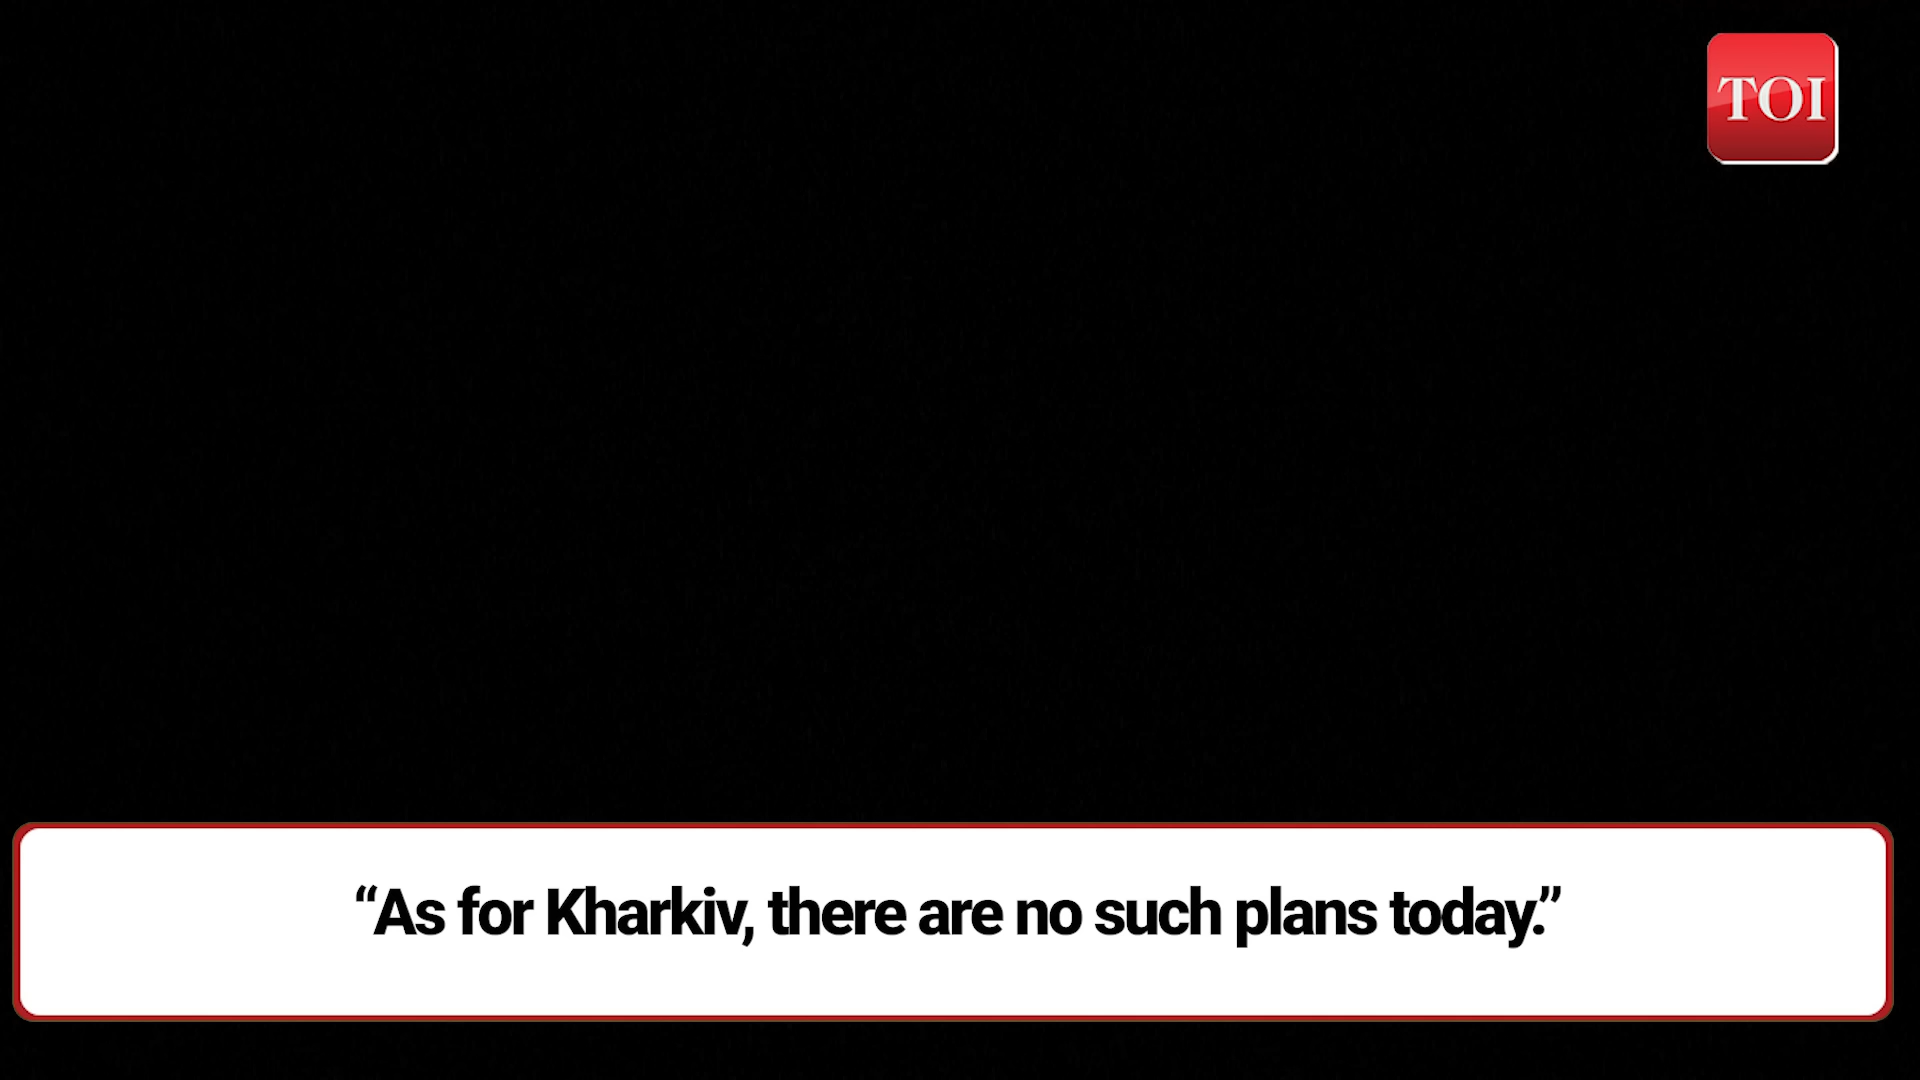 TOI
“As for Kharkiv, there are no such plans today.”